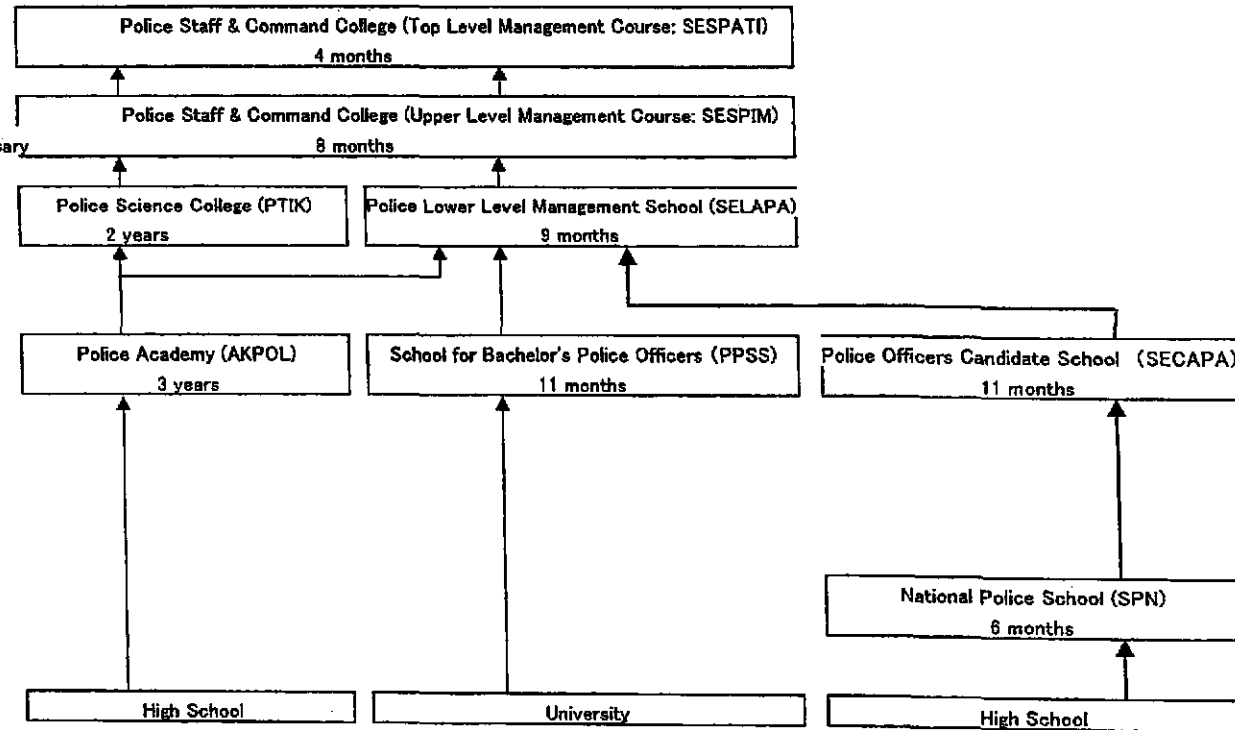 Police Staff & Command College (Top Level Management Course: SESPATI)
4 months
Police Staff & Command College (Upper Level Management Course: SESPIM)
8 months
Police Science College (PTIK)
2 years
Police Lower Level Management School (SELAPA)
9 months
Police Academy (AKPOL)
3 years
School for Bachelor's Police Officers (PPSS)
11 months
Police Officers Candidate School (SECAPA)
11 months
National Police School (SPN)
6 months
High School
University
High School